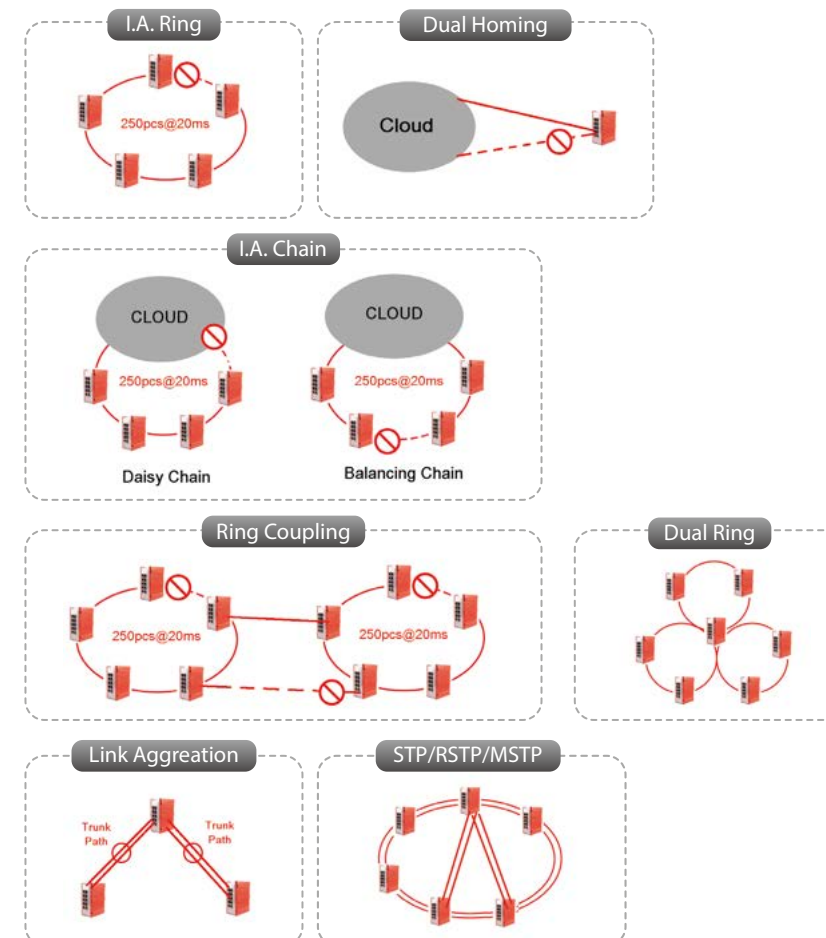 I.A. Ring
250pcs@20ms
Dual Homing
Cloud
I.A. Chain
CLOUD
250pcs@20ms
Daisy Chain
CLOUD
250pcs@20ms
Balancing Chain
Ring Coupling
250pcs@20ms
250pcs@20ms
Dual Ring
Link Aggreation
Trunk
Path
Trunk
Path
STP/RSTP/MSTP